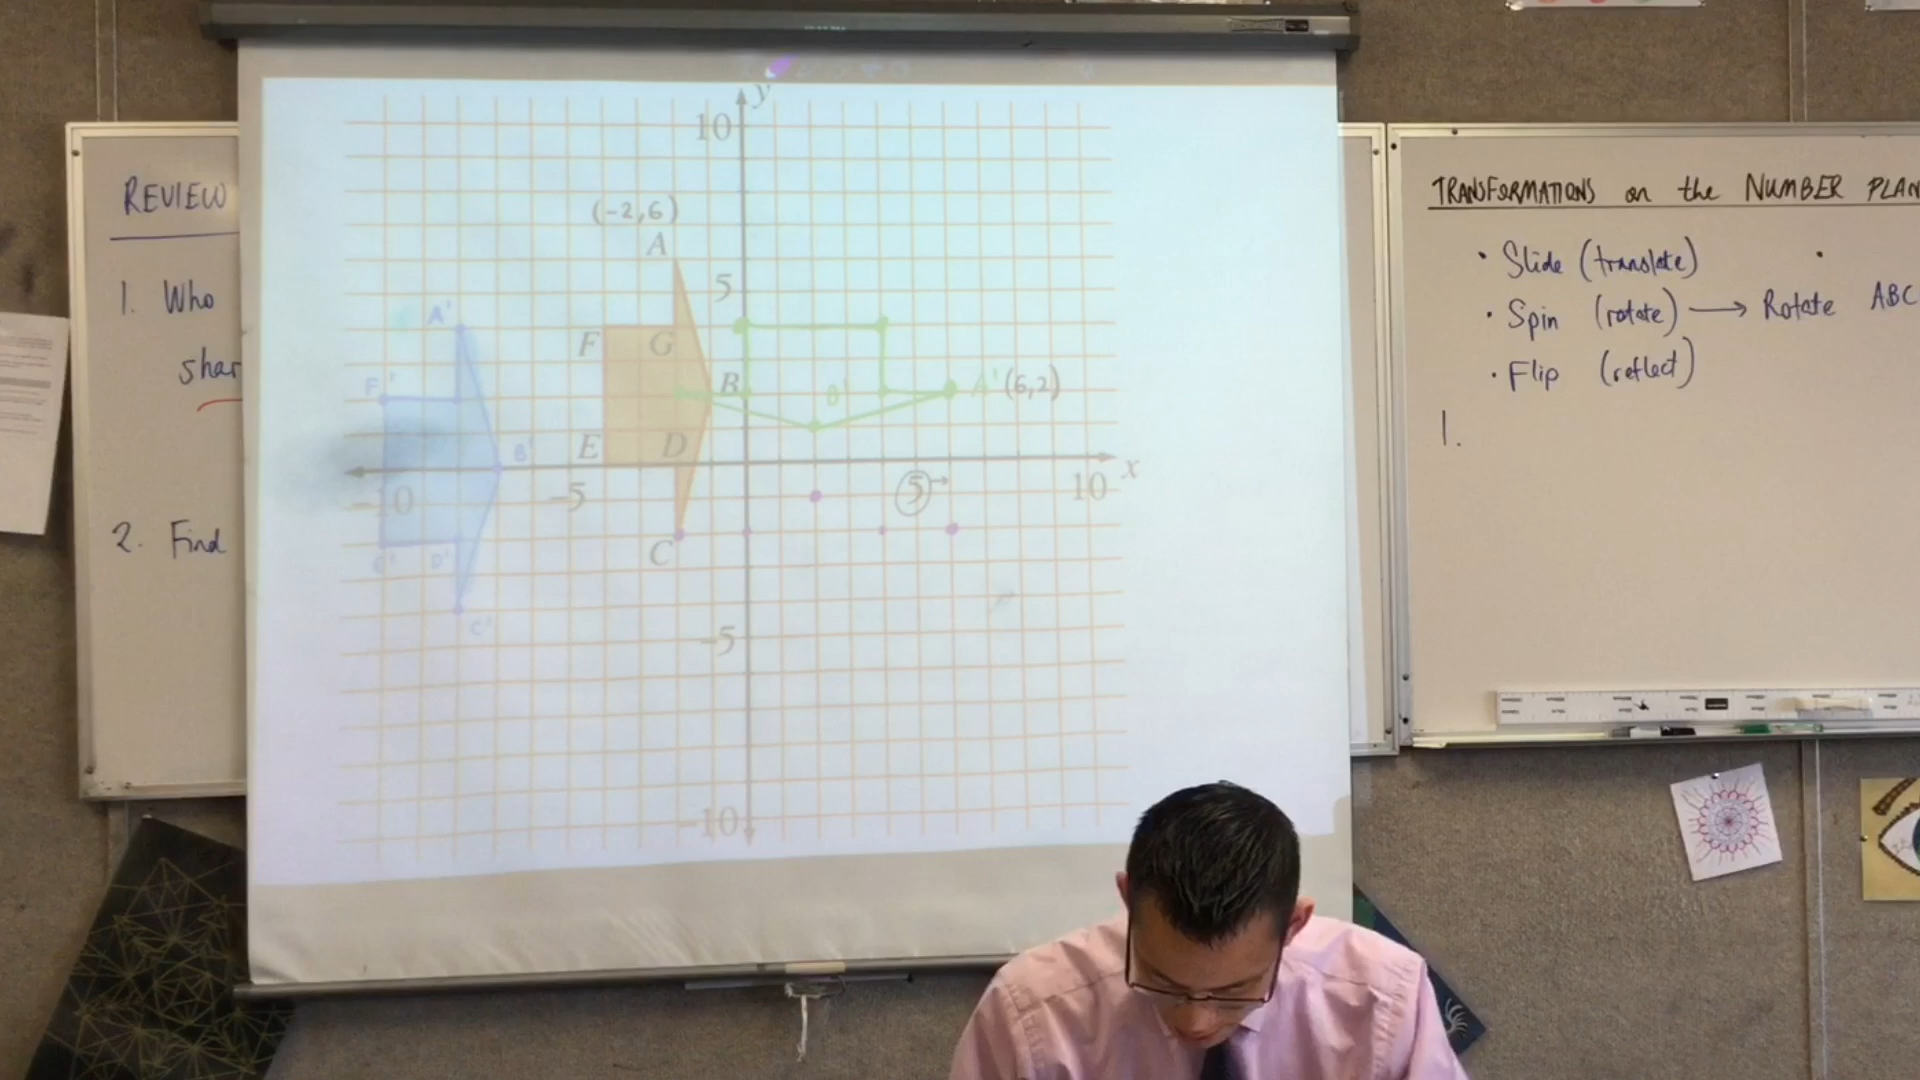 REVIEW
1. Who
shar
2. Find
y
10
(-2,6)
A
5
A'
F G
B
B' A' (6,2)
F'
E D
B'
x
-10 -5 5 10
C
E' D'
C'
-5
-10
TRANSFORMATIONS on the NUMBER PLAN
• Slide (translate)
• Spin (rotate) → Rotate ABC
• Flip (reflect)
1.